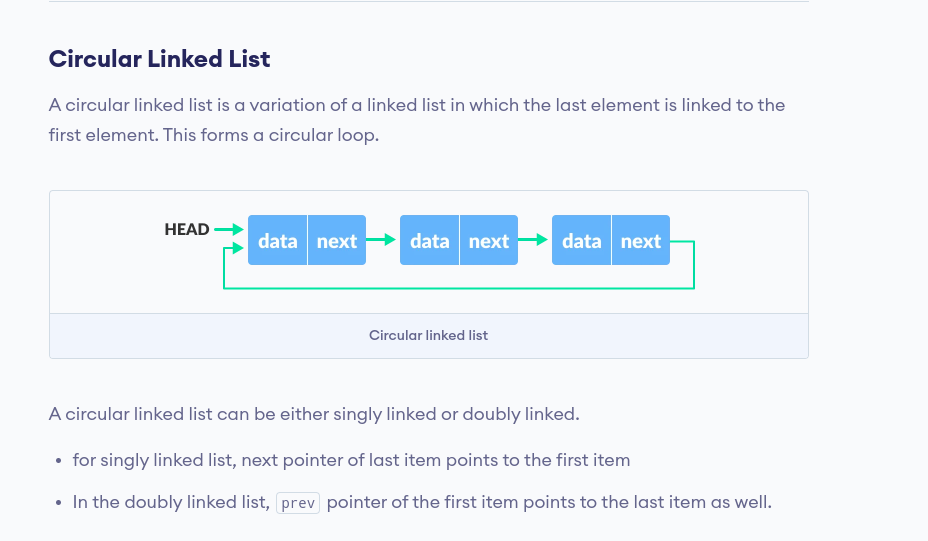 Circular Linked List
A circular linked list is a variation of a linked list in which the last element is linked to the
first element. This forms a circular loop.
HEAD data next data next data next
Circular linked list
A circular linked list can be either singly linked or doubly linked.
• for singly linked list, next pointer of last item points to the first item
• In the doubly linked list, prev pointer of the first item points to the last item as well.